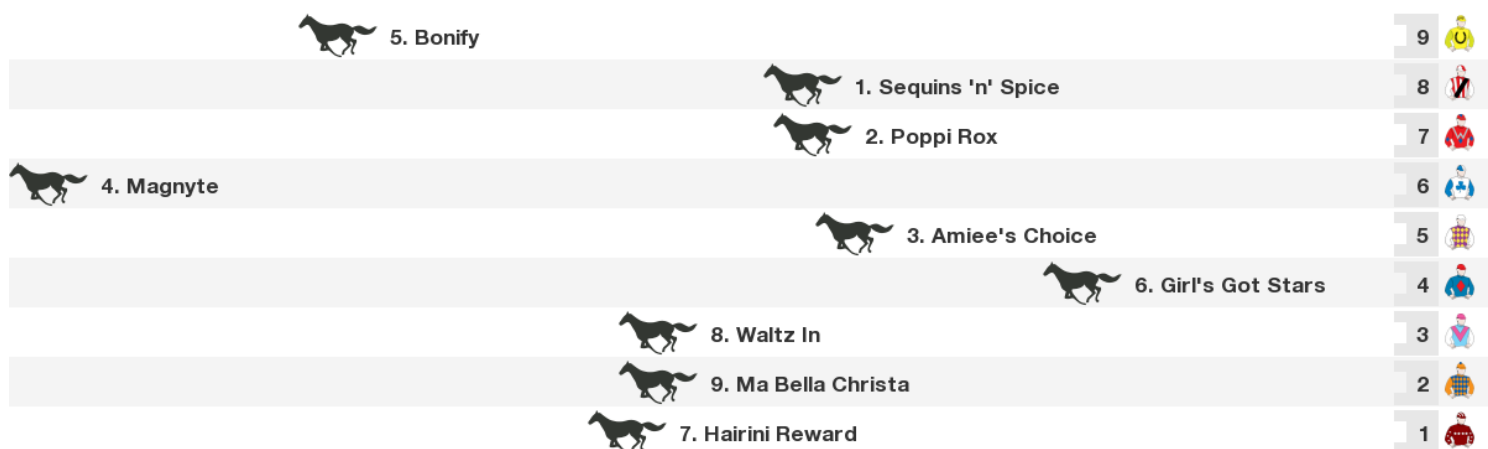 5. Bonify 9
1. Sequins 'n' Spice 8
2. Poppi Rox 7
4. Magnyte 6
3. Amiee's Choice 5
6. Girl's Got Stars 4
8. Waltz In 3
9. Ma Bella Christa 2
7. Hairini Reward 1